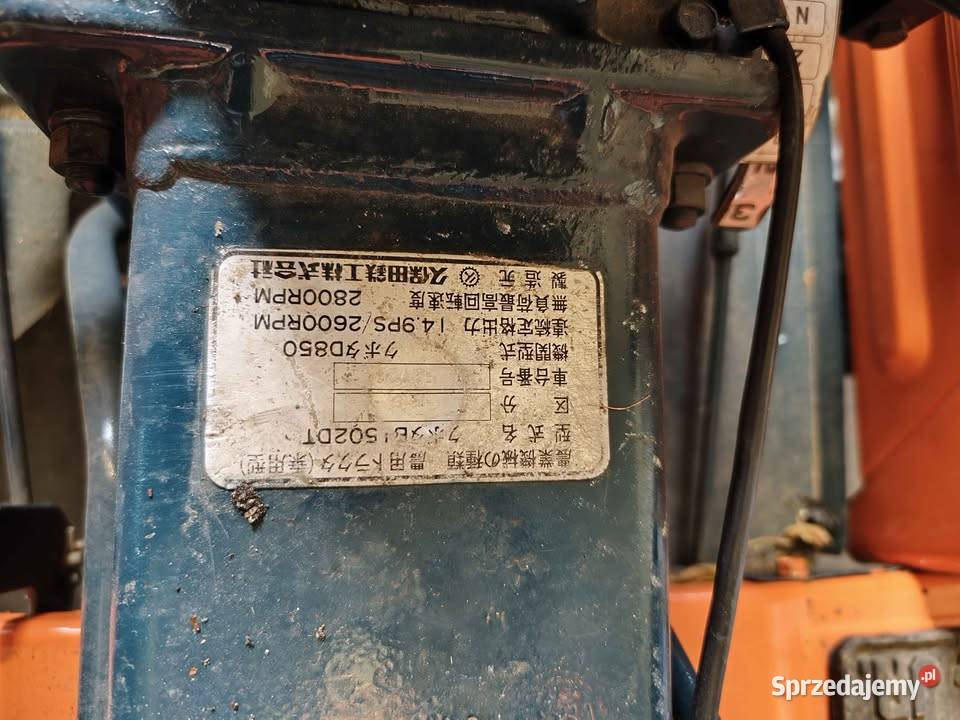 農業機械の種類 農用トラクタ(乗用型)
型式名 クボタB1502DT
区分
車台番号
機関型式 クボタD850
連続定格出力 14.9PS/2600RPM
無負荷最高回転速度 2800RPM
製造元 久保田鉄工株式会社
N
3
Sprzedajemy.pl